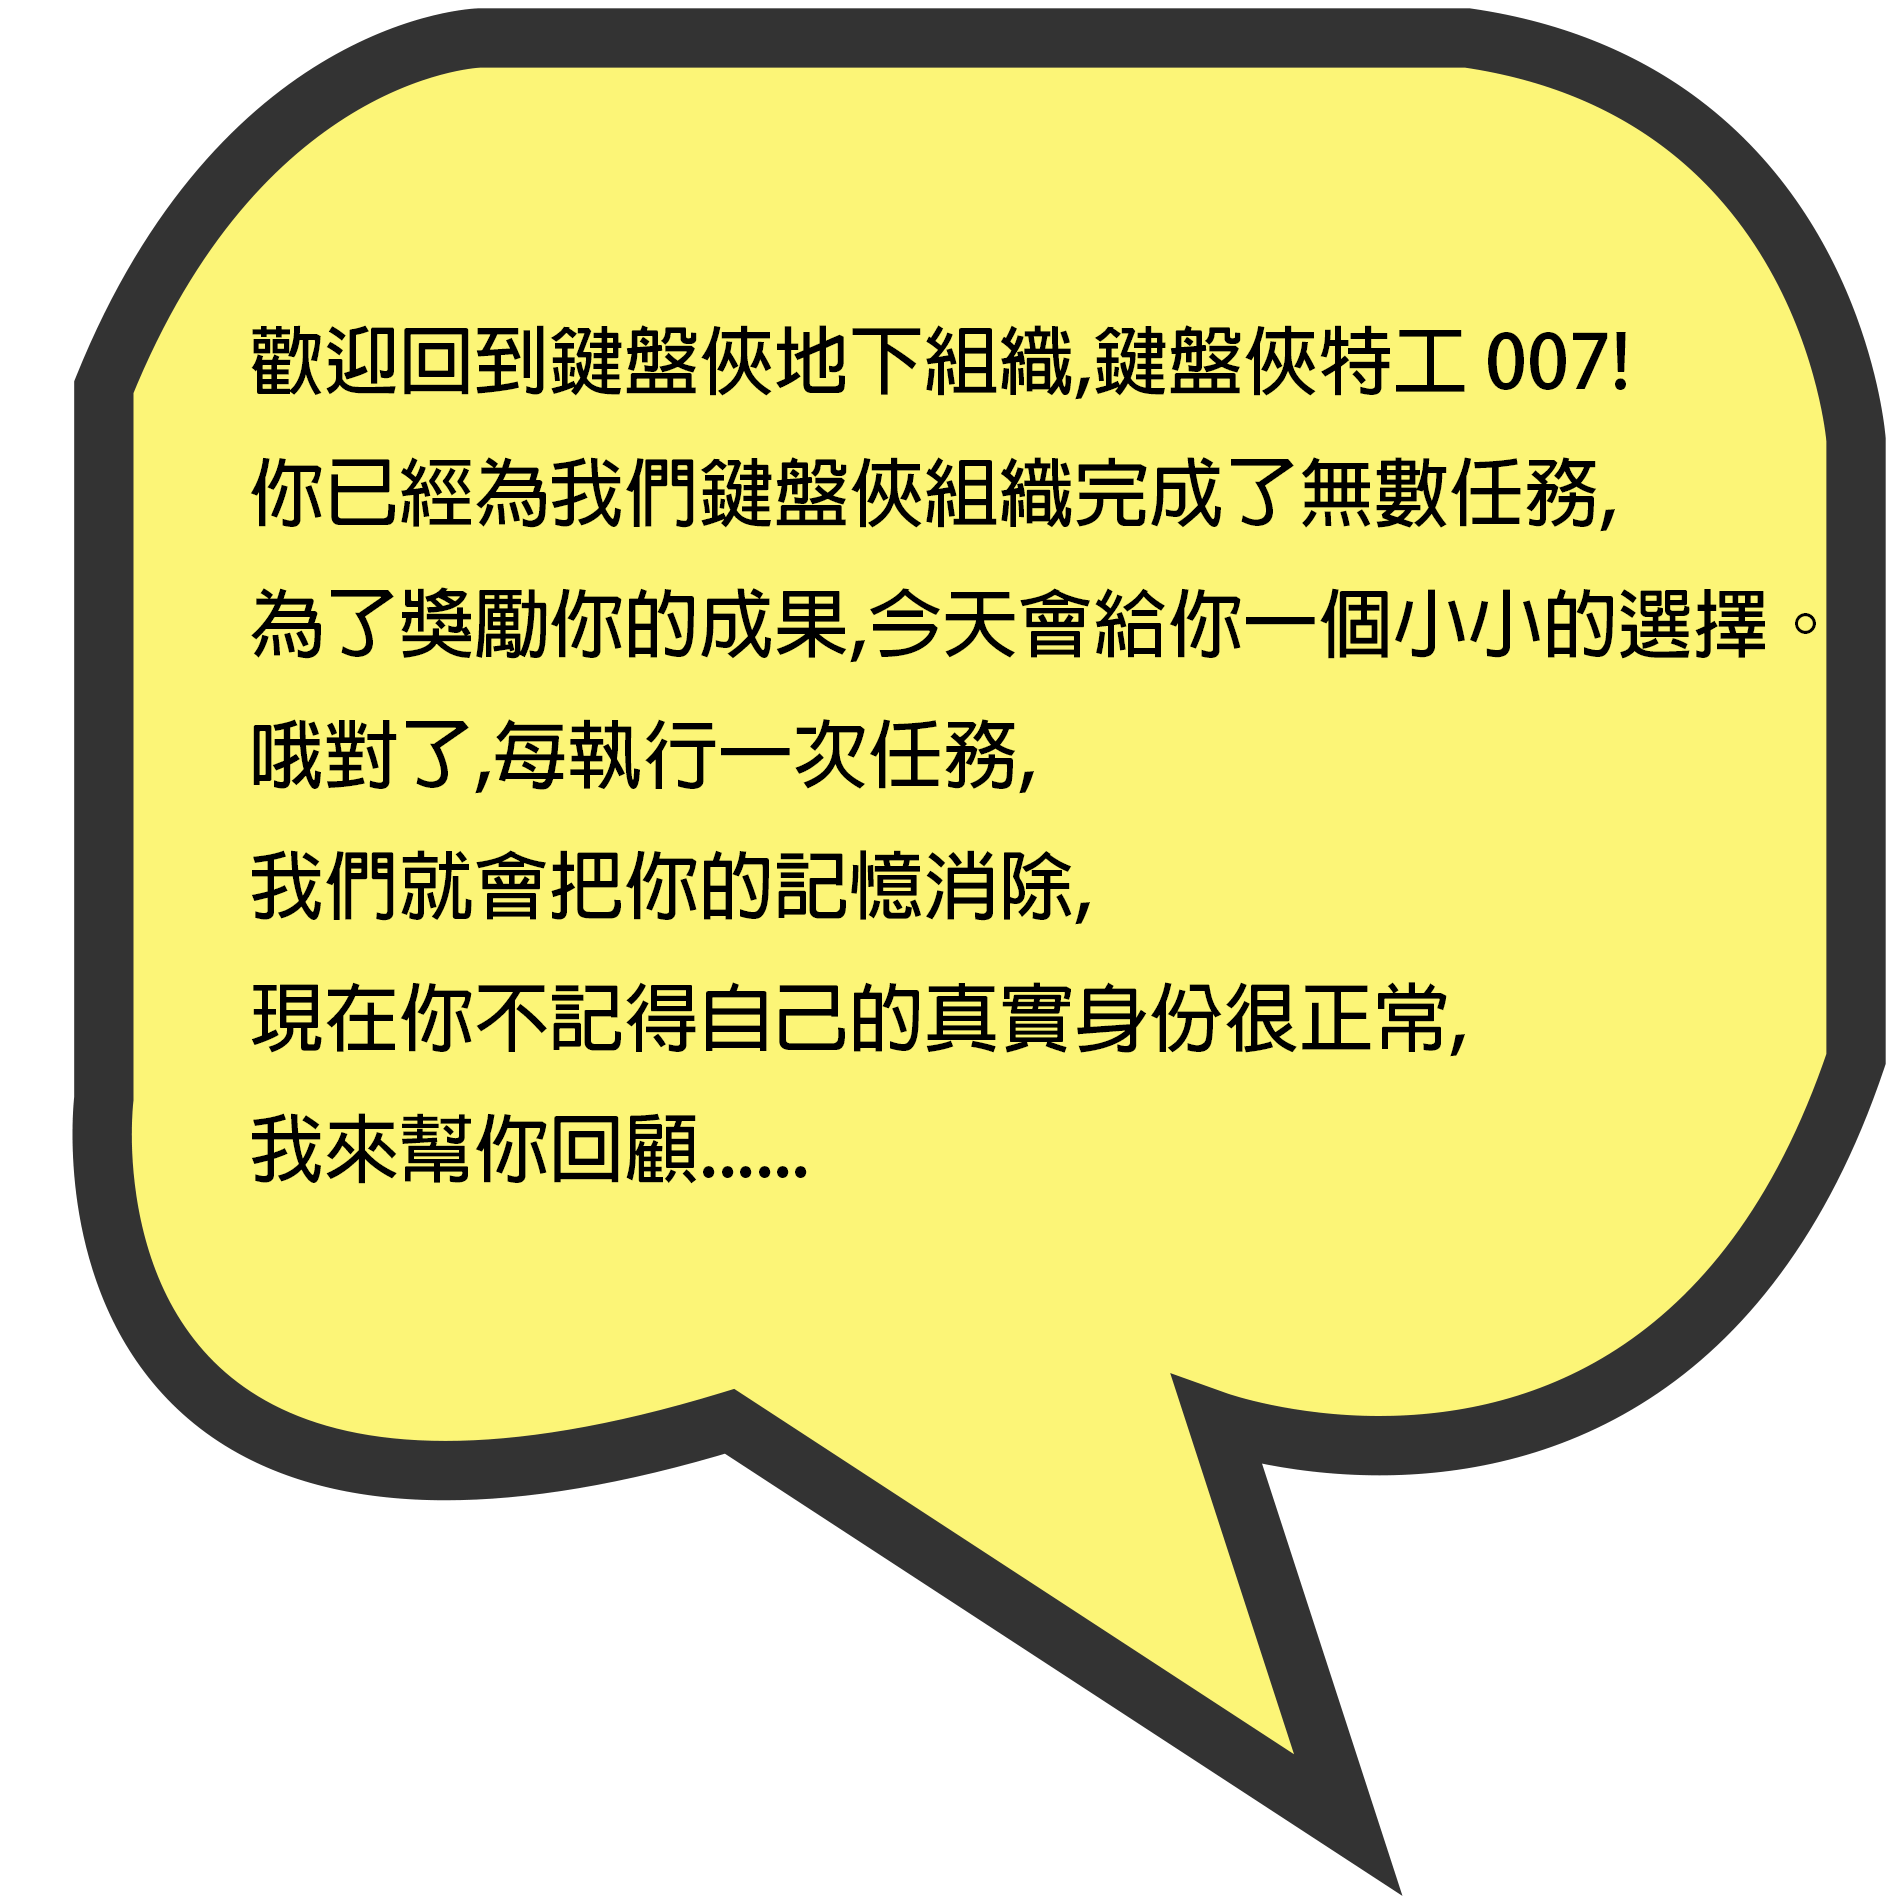 歡迎回到鍵盤俠地下組織,鍵盤俠特工 007!
你已經為我們鍵盤俠組織完成了無數任務,
為了獎勵你的成果,今天會給你一個小小的選擇。
哦對了,每執行一次任務,
我們就會把你的記憶消除,
現在你不記得自己的真實身份很正常,
我來幫你回顧......